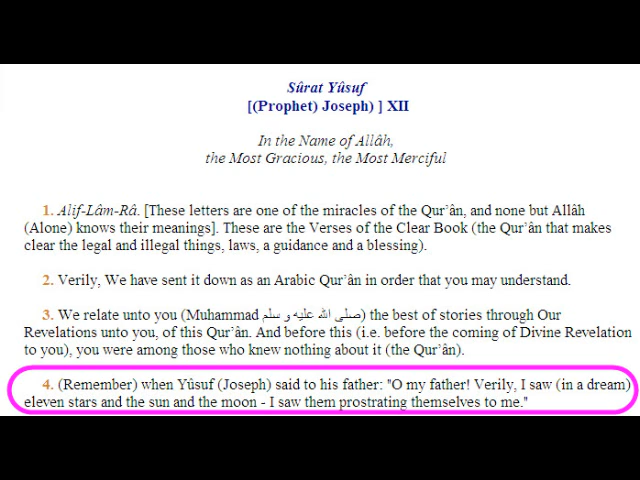 Sûrat Yûsuf
[(Prophet) Joseph) ] XII
In the Name of Allâh,
the Most Gracious, the Most Merciful
1. Alif-Lâm-Râ. [These letters are one of the miracles of the Qur’ân, and none but Allâh
(Alone) knows their meanings]. These are the Verses of the Clear Book (the Qur’ân that makes
clear the legal and illegal things, laws, a guidance and a blessing).
2. Verily, We have sent it down as an Arabic Qur’ân in order that you may understand.
3. We relate unto you (Muhammad صلى الله عليه و سلم) the best of stories through Our
Revelations unto you, of this Qur’ân. And before this (i.e. before the coming of Divine Revelation
to you), you were among those who knew nothing about it (the Qur’ân).
4. (Remember) when Yûsuf (Joseph) said to his father: "O my father! Verily, I saw (in a dream)
eleven stars and the sun and the moon - I saw them prostrating themselves to me."